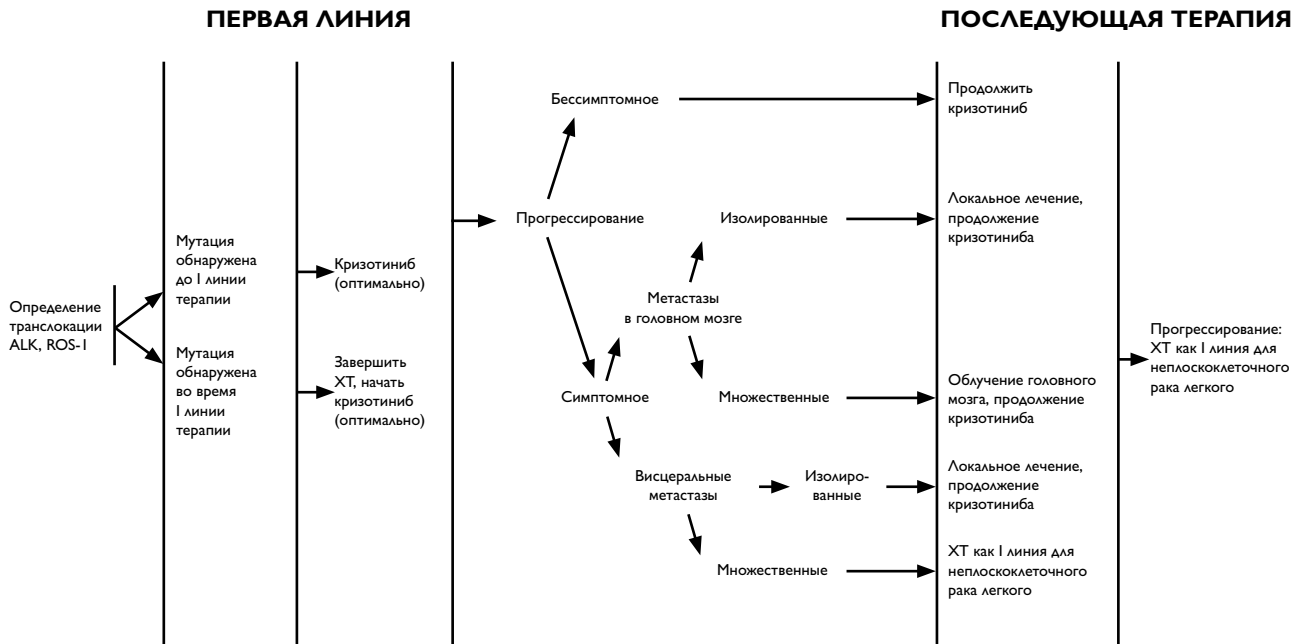 ПЕРВАЯ ЛИНИЯ
ПОСЛЕДУЮЩАЯ ТЕРАПИЯ
Определение
транслокации
ALK, ROS-1
Мутация
обнаружена
до I линии
терапии
Мутация
обнаружена
во время
I линии
терапии
Кризотиниб
(оптимально)
Завершить
ХТ, начать
кризотиниб
(оптимально)
Прогрессирование
Бессимптомное
Симптомное
Метастазы
в головном мозге
Изолированные
Множественные
Висцеральные
метастазы
Изолиро-
ванные
Множественные
Продолжить
кризотиниб
Локальное лечение,
продолжение
кризотиниба
Облучение головного
мозга, продолжение
кризотиниба
Локальное лечение,
продолжение
кризотиниба
ХТ как I линия для
неплоскоклеточного
рака легкого
Прогрессирование:
ХТ как I линия для
неплоскоклеточного
рака легкого